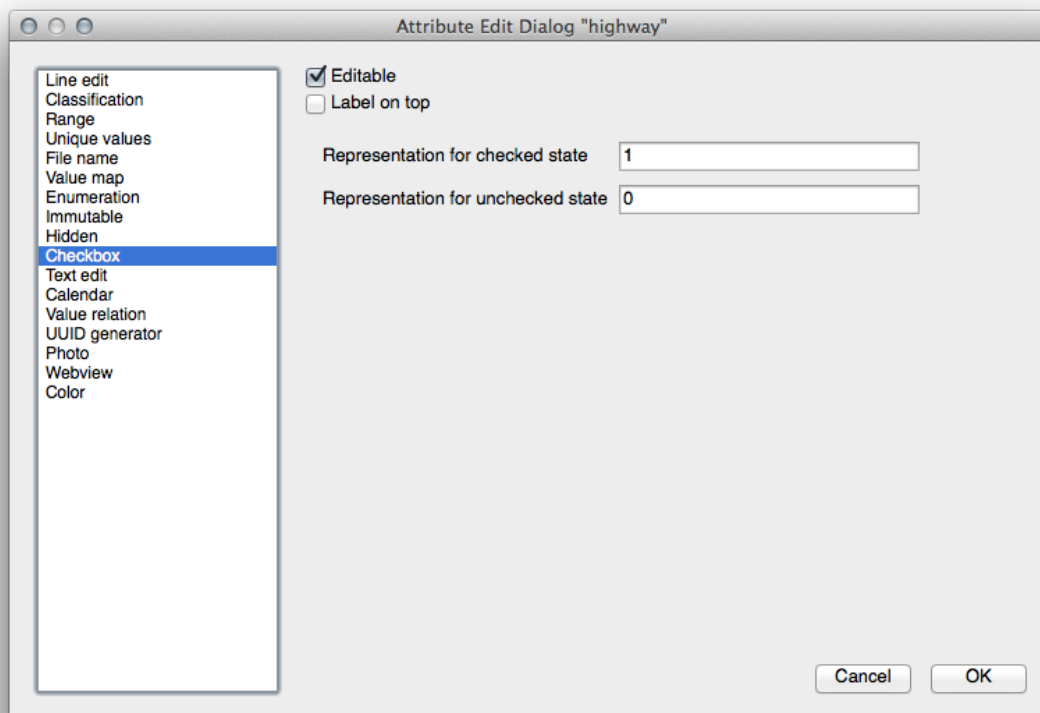 Attribute Edit Dialog "highway"
Line edit
Classification
Range
Unique values
File name
Value map
Enumeration
Immutable
Hidden
Checkbox
Text edit
Calendar
Value relation
UUID generator
Photo
Webview
Color
Editable
Label on top
Representation for checked state 1
Representation for unchecked state 0
Cancel OK